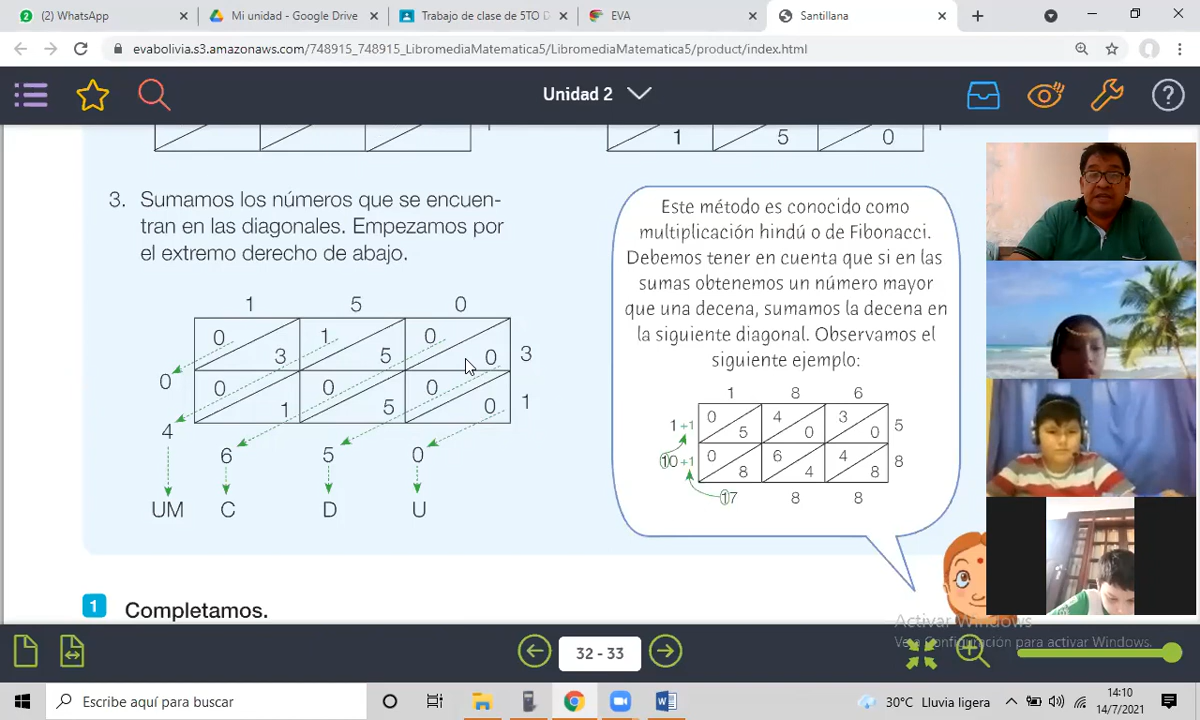 (2) WhatsApp
Mi unidad - Google Drive
Trabajo de clase de 5TO D
EVA
Santillana
evabolivia.s3.amazonaws.com/748915_748915_LibromediaMatematica5/LibromediaMatematica5/product/index.html
Unidad 2
1 5 0
3. Sumamos los números que se encuen-
tran en las diagonales. Empezamos por
el extremo derecho de abajo.
1 5 0
0 1 0
3 5 0 3
0
0 0 0
1 5 0 1
4
6 5 0
UM C D U
Este método es conocido como
multiplicación hindú o de Fibonacci.
Debemos tener en cuenta que si en las
sumas obtenemos un número mayor
que una decena, sumamos la decena en
la siguiente diagonal. Observamos el
siguiente ejemplo:
1 8 6
0 4 3
1 +1 5 0 0 5
10 +1 0 6 4 8
8 4 8
17 8 8
1 Completamos.
Activar Windows
Ve a Configuración para activar Windows.
32 - 33
Escribe aquí para buscar
30°C Lluvia ligera
14:10
14/7/2021